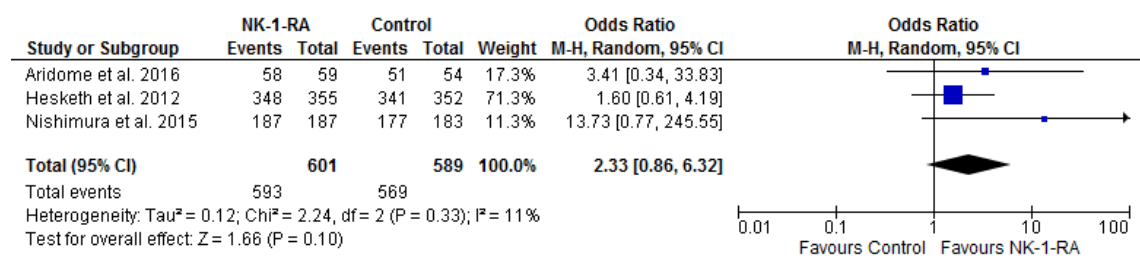 NK-1-RA Control Odds Ratio Odds Ratio
Study or Subgroup Events Total Events Total Weight M-H, Random, 95% CI M-H, Random, 95% CI
Aridome et al. 2016 58 59 51 54 17.3% 3.41 [0.34, 33.83]
Hesketh et al. 2012 348 355 341 352 71.3% 1.60 [0.61, 4.19]
Nishimura et al. 2015 187 187 177 183 11.3% 13.73 [0.77, 245.55]
Total (95% CI) 601 589 100.0% 2.33 [0.86, 6.32]
Total events 593 569
Heterogeneity: Tau² = 0.12; Chi² = 2.24, df = 2 (P = 0.33); I² = 11%
Test for overall effect: Z = 1.66 (P = 0.10)
0.01 0.1 1 10 100
Favours Control Favours NK-1-RA